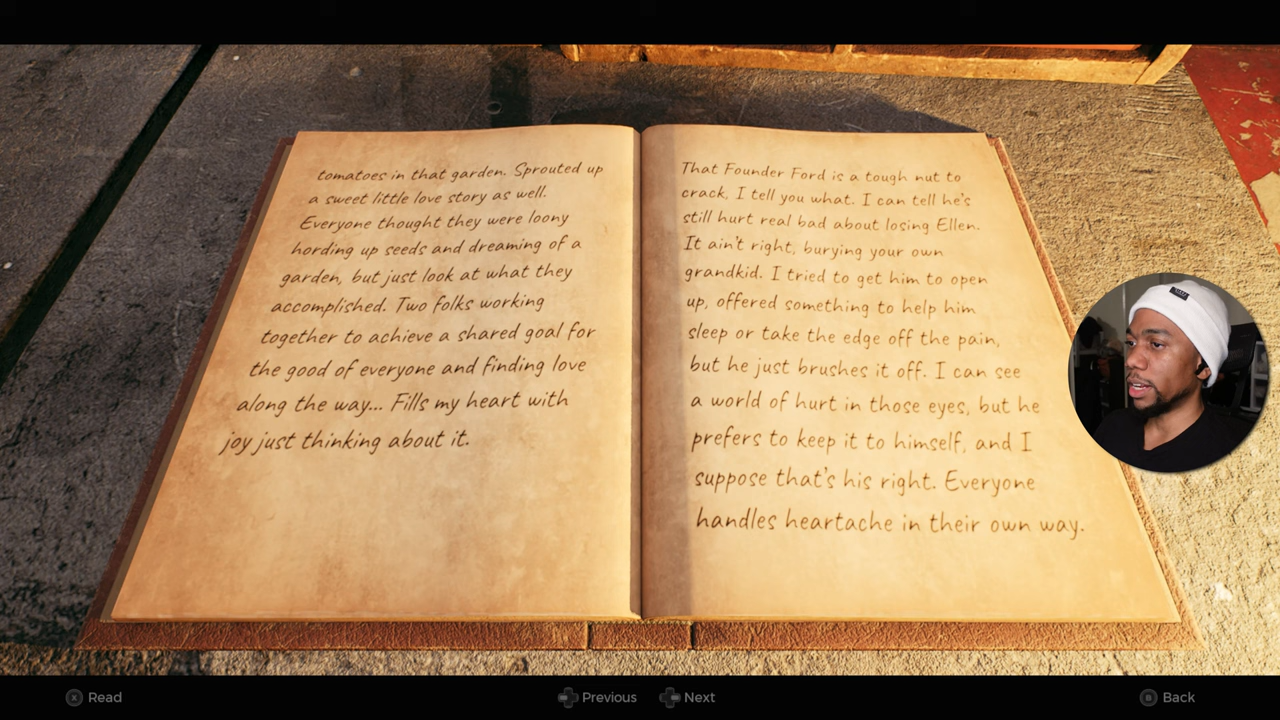 tomatoes in that garden. Sprouted up
a sweet little love story as well.
Everyone thought they were loony
hording up seeds and dreaming of a
garden, but just look at what they
accomplished. Two folks working
together to achieve a shared goal for
the good of everyone and finding love
along the way... Fills my heart with
joy just thinking about it.
That Founder Ford is a tough nut to
crack, I tell you what. I can tell he's
still hurt real bad about losing Ellen.
It ain't right, burying your own
grandkid. I tried to get him to open
up, offered something to help him
sleep or take the edge off the pain,
but he just brushes it off. I can see
a world of hurt in those eyes, but he
prefers to keep it to himself, and I
suppose that's his right. Everyone
handles heartache in their own way.
X Read
Previous
Next
B Back